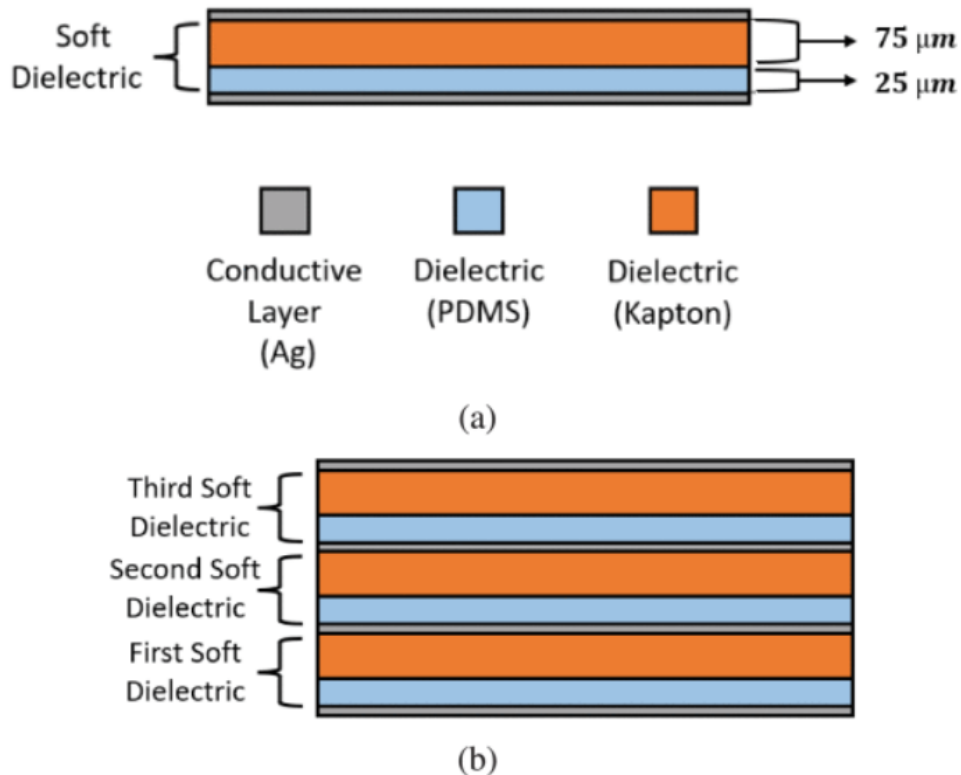 Soft
Dielectric
75 μm
25 μm
Conductive
Layer
(Ag)
Dielectric
(PDMS)
Dielectric
(Kapton)
(a)
Third Soft
Dielectric
Second Soft
Dielectric
First Soft
Dielectric
(b)